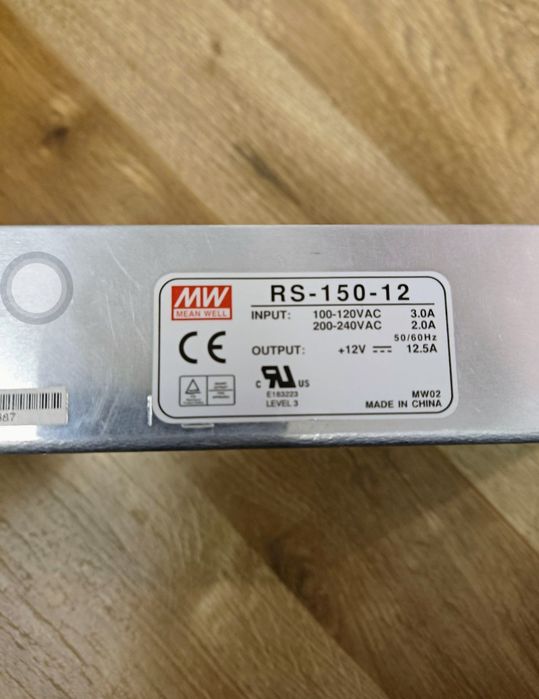 MW
MEAN WELL
RS-150-12
INPUT: 100-120VAC 3.0A
200-240VAC 2.0A
50/60Hz
OUTPUT: +12V 12.5A
CE
C US
E183223
LEVEL 3
MW02
MADE IN CHINA